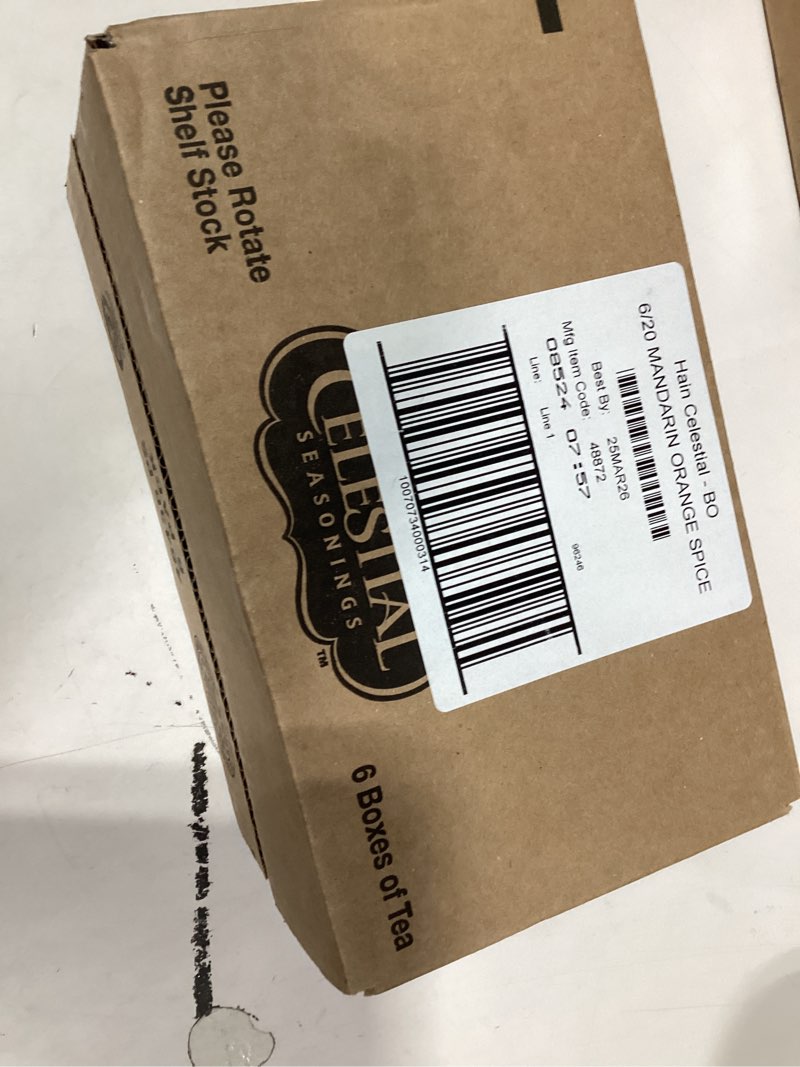 Please Rotate
Shelf Stock
Hain Celestial - BO
6/20 MANDARIN ORANGE SPICE
Best By: 25MAR26
Mfg Item Code: 48872
08524 07:57
Line: Line 1
96246
10070734000314
CELESTIAL
SEASONINGS
TM
6 Boxes of Tea